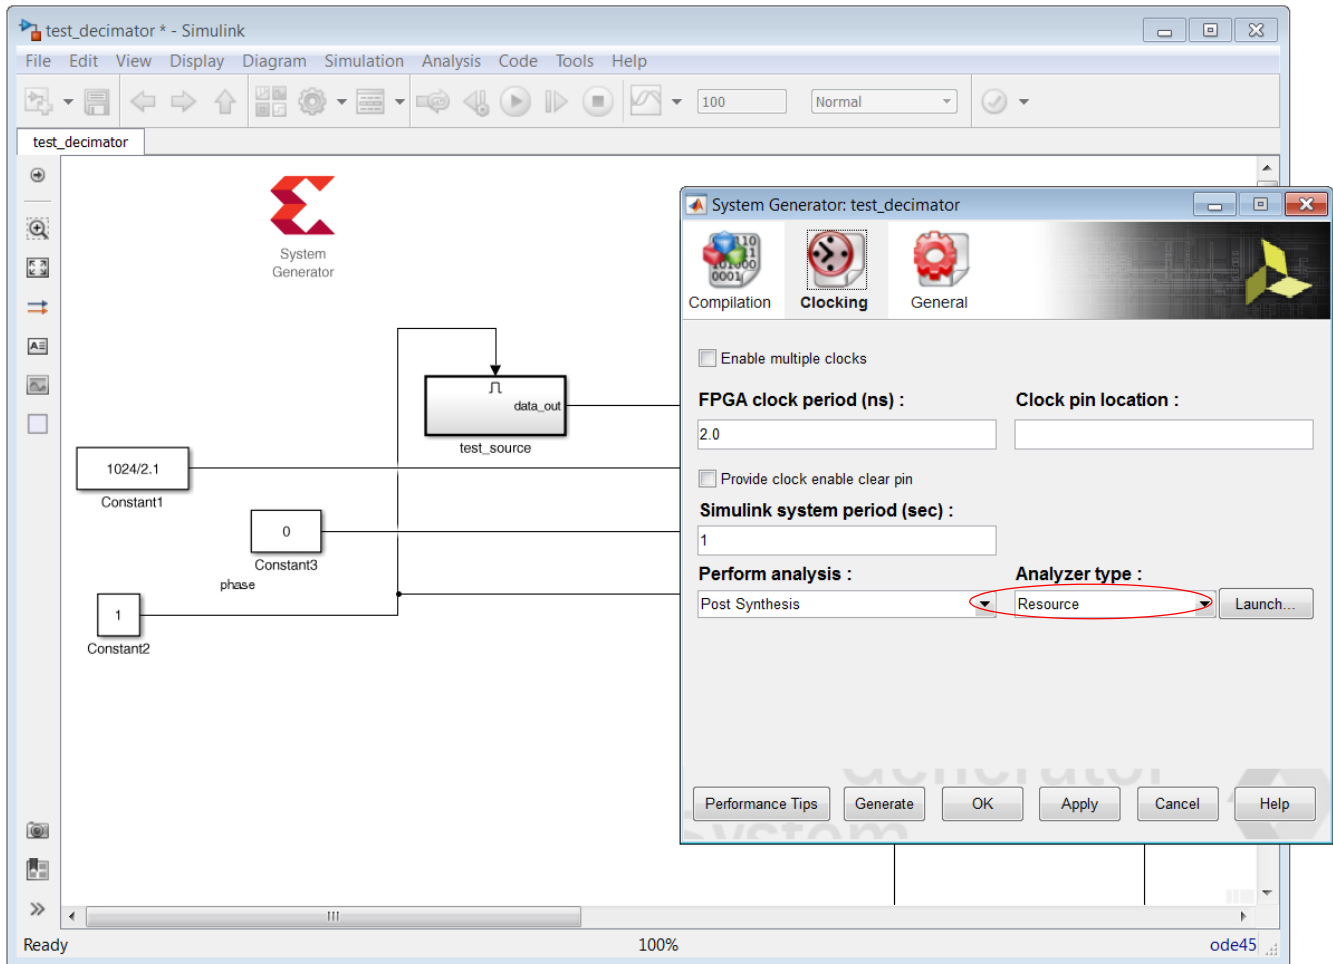 test_decimator * - Simulink
File Edit View Display Diagram Simulation Analysis Code Tools Help
100
Normal
test_decimator
System
Generator
data_out
test_source
1024/2.1
Constant1
0
Constant3
phase
1
Constant2
System Generator: test_decimator
Compilation
Clocking
General
Enable multiple clocks
FPGA clock period (ns) :
Clock pin location :
2.0
Provide clock enable clear pin
Simulink system period (sec) :
1
Perform analysis :
Analyzer type :
Post Synthesis
Resource
Launch...
Performance Tips
Generate
OK
Apply
Cancel
Help
Ready
100%
ode45